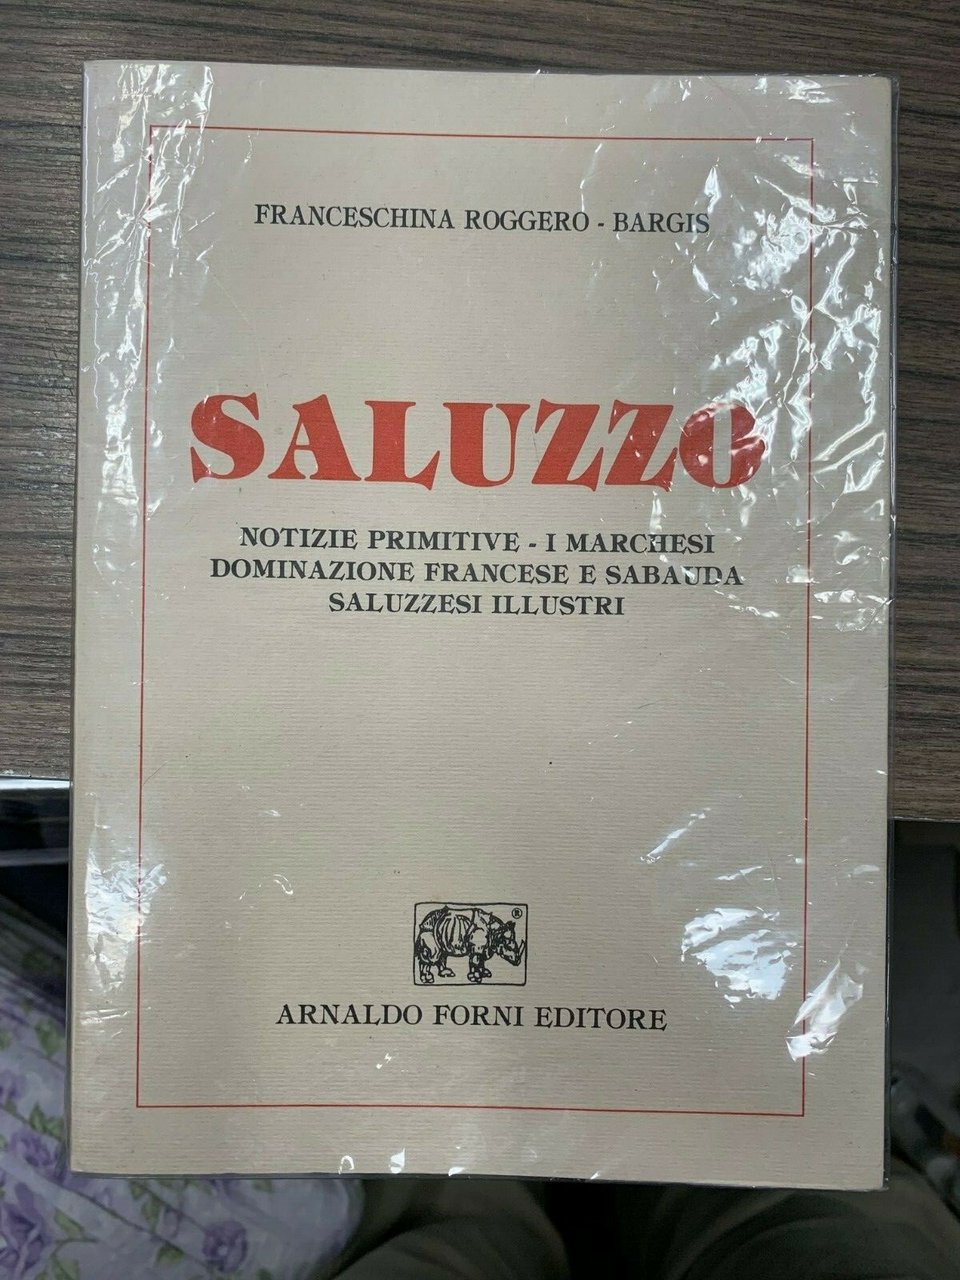 FRANCESCHINA ROGGERO - BARGIS
SALUZZO
NOTIZIE PRIMITIVE - I MARCHESI
DOMINAZIONE FRANCESE E SABAUDA
SALUZZESI ILLUSTRI
®
ARNALDO FORNI EDITORE